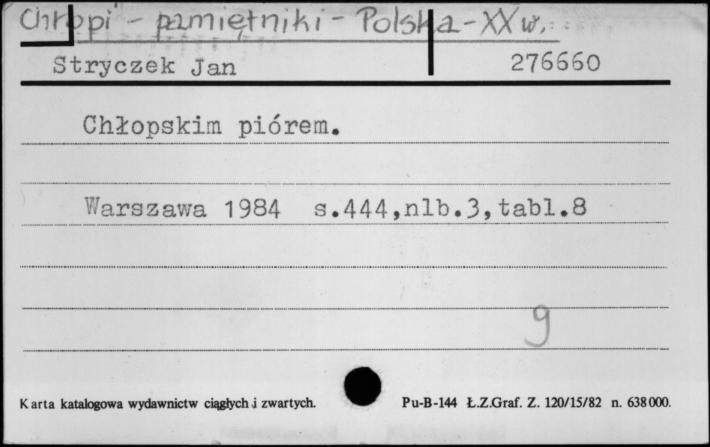 Chłopi - pamiętniki - Polska - XX w.
Stryczek Jan 276660
Chłopskim piórem.
Warszawa 1984 s.444,nlb.3,tabl.8
9
Karta katalogowa wydawnictw ciągłych i zwartych. Pu-B-144 Ł.Z.Graf. Z. 120/15/82 n. 638000.